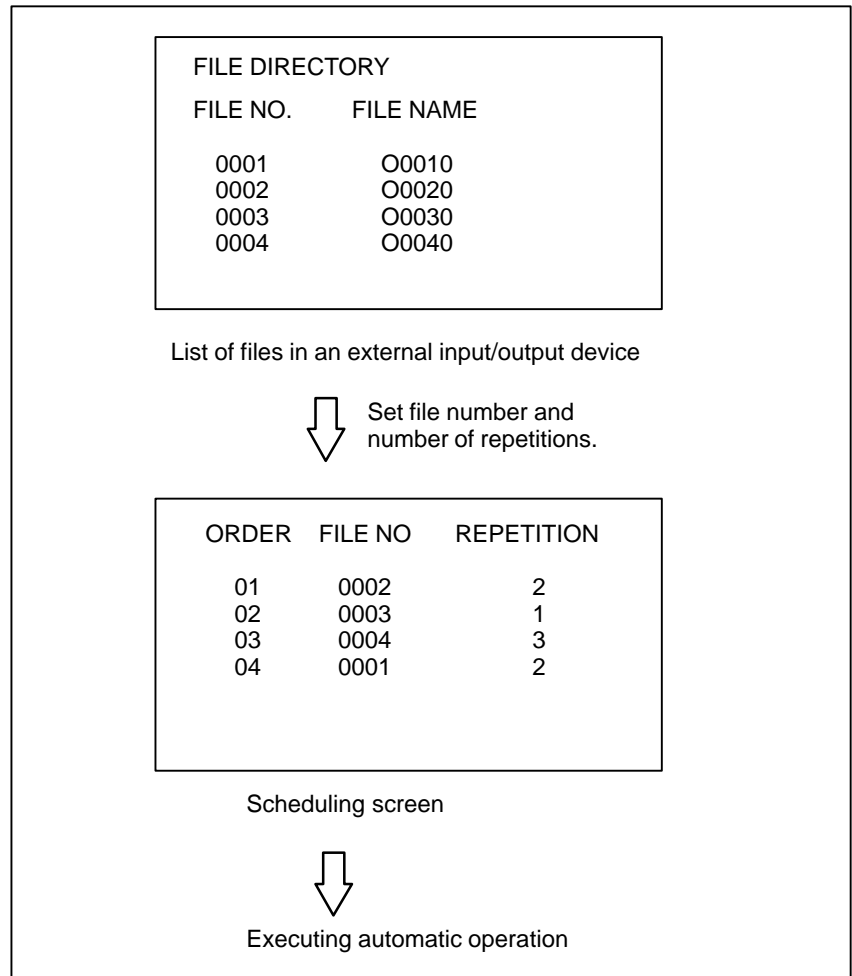 FILE DIRECTORY
FILE NO. FILE NAME
0001 O0010
0002 O0020
0003 O0030
0004 O0040
List of files in an external input/output device
Set file number and
number of repetitions.
ORDER FILE NO REPETITION
01 0002 2
02 0003 1
03 0004 3
04 0001 2
Scheduling screen
Executing automatic operation